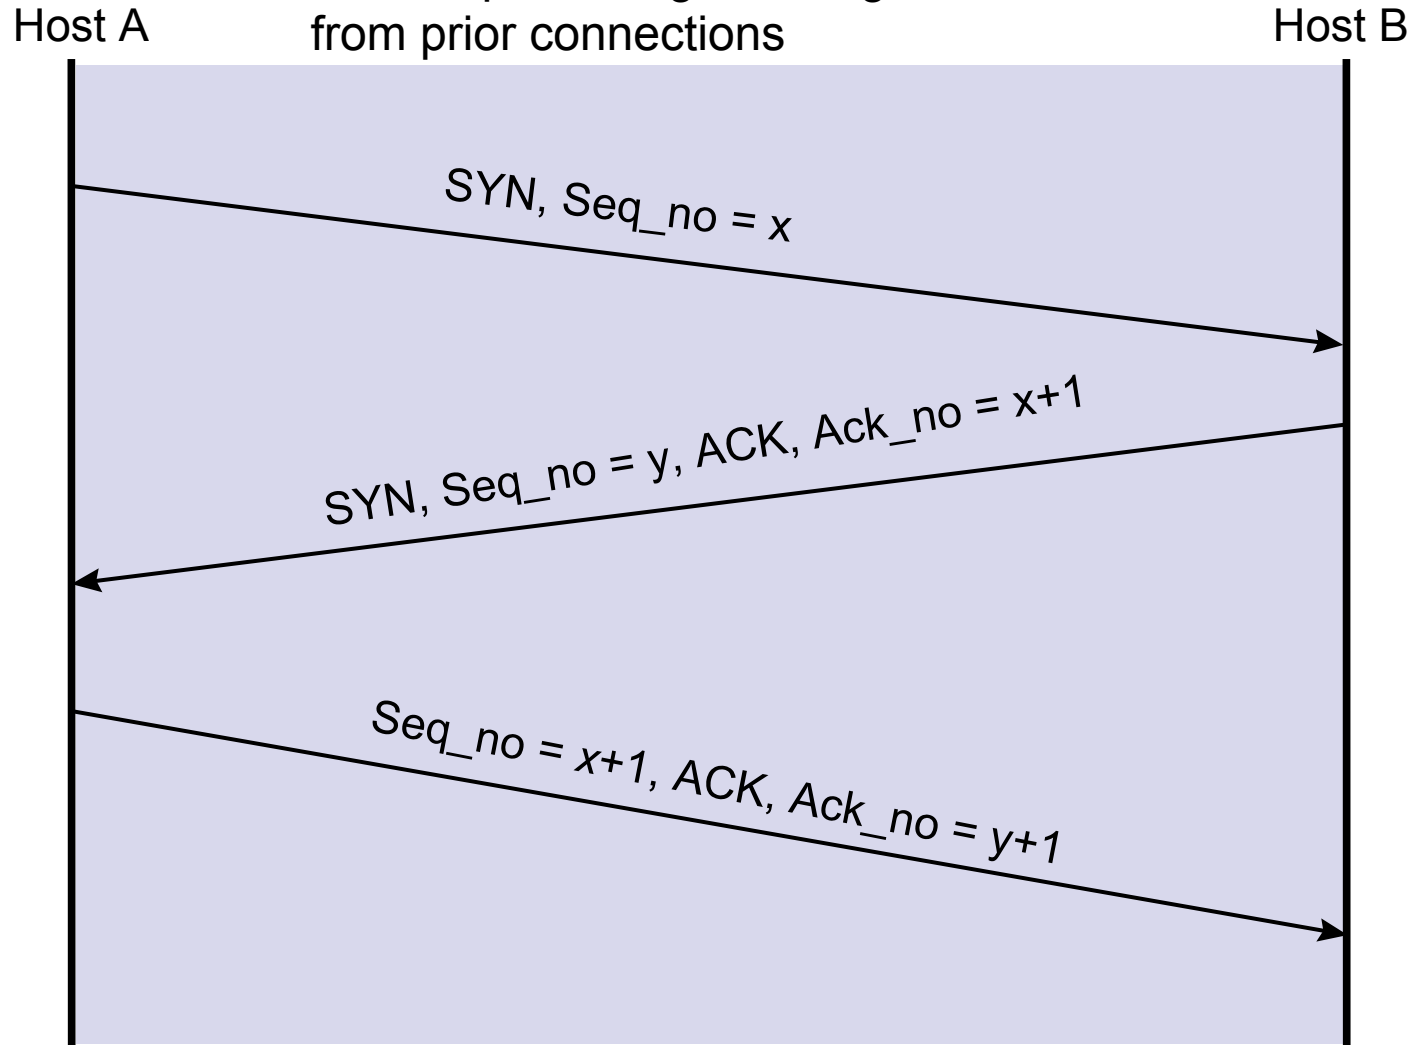 Host A
from prior connections
Host B
SYN, Seq_no = x
SYN, Seq_no = y, ACK, Ack_no = x+1
Seq_no = x+1, ACK, Ack_no = y+1